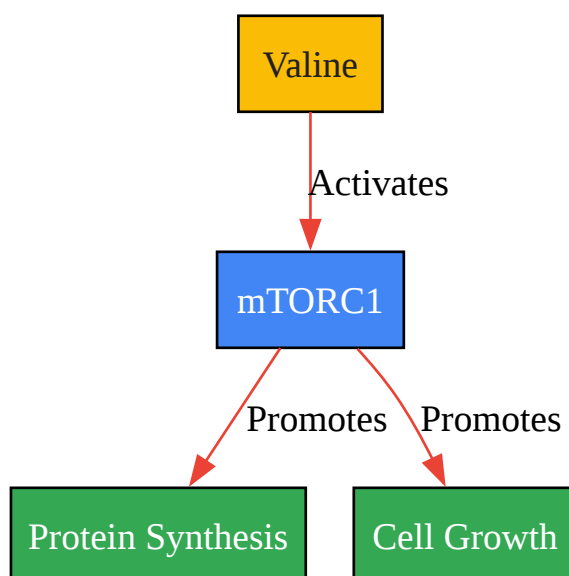 Valine
Activates
mTORC1
Promotes
Promotes
Protein Synthesis
Cell Growth